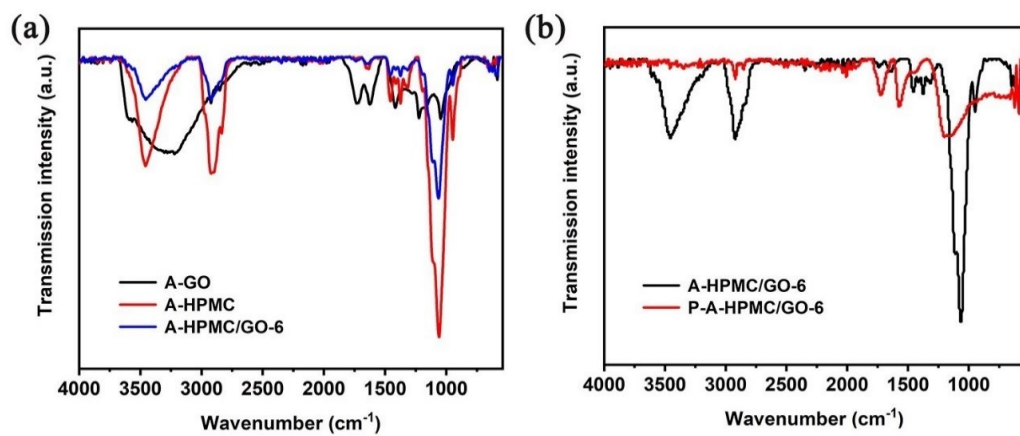 (a)
Transmission intensity (a.u.)
A-GO
A-HPMC
A-HPMC/GO-6
4000 3500 3000 2500 2000 1500 1000
Wavenumber (cm⁻¹)
(b)
Transmission intensity (a.u.)
A-HPMC/GO-6
P-A-HPMC/GO-6
4000 3500 3000 2500 2000 1500 1000
Wavenumber (cm⁻¹)